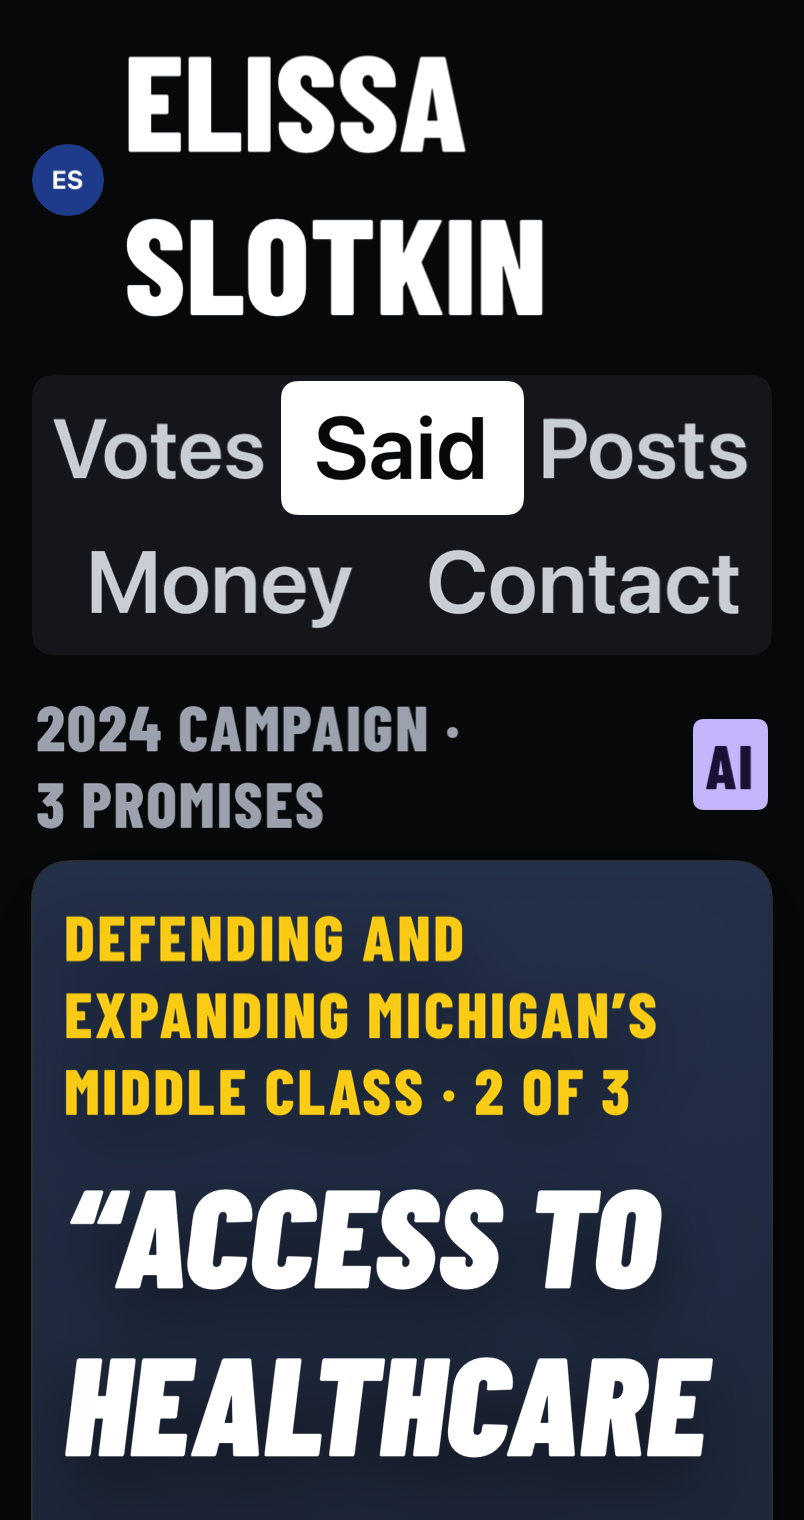 ELISSA
ES
SLOTKIN
Votes Said Posts
Money Contact
2024 CAMPAIGN ·
3 PROMISES
AI
DEFENDING AND
EXPANDING MICHIGAN’S
MIDDLE CLASS · 2 OF 3
“ACCESS TO
HEALTHCARE